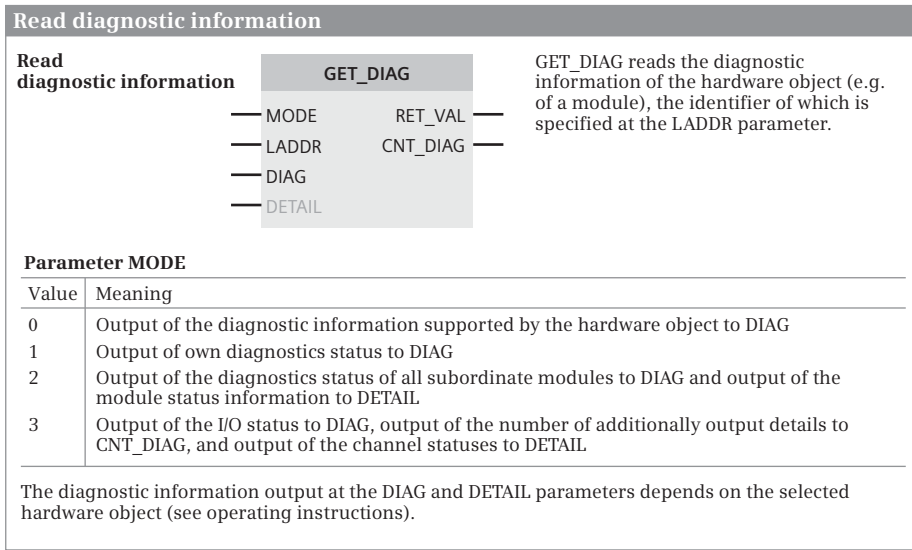 Read diagnostic information
Read
diagnostic information
GET_DIAG
MODE RET_VAL
LADDR CNT_DIAG
DIAG
DETAIL
GET_DIAG reads the diagnostic
information of the hardware object (e.g.
of a module), the identifier of which is
specified at the LADDR parameter.
Parameter MODE
Value Meaning
0 Output of the diagnostic information supported by the hardware object to DIAG
1 Output of own diagnostics status to DIAG
2 Output of the diagnostics status of all subordinate modules to DIAG and output of the
module status information to DETAIL
3 Output of the I/O status to DIAG, output of the number of additionally output details to
CNT_DIAG, and output of the channel statuses to DETAIL
The diagnostic information output at the DIAG and DETAIL parameters depends on the selected
hardware object (see operating instructions).